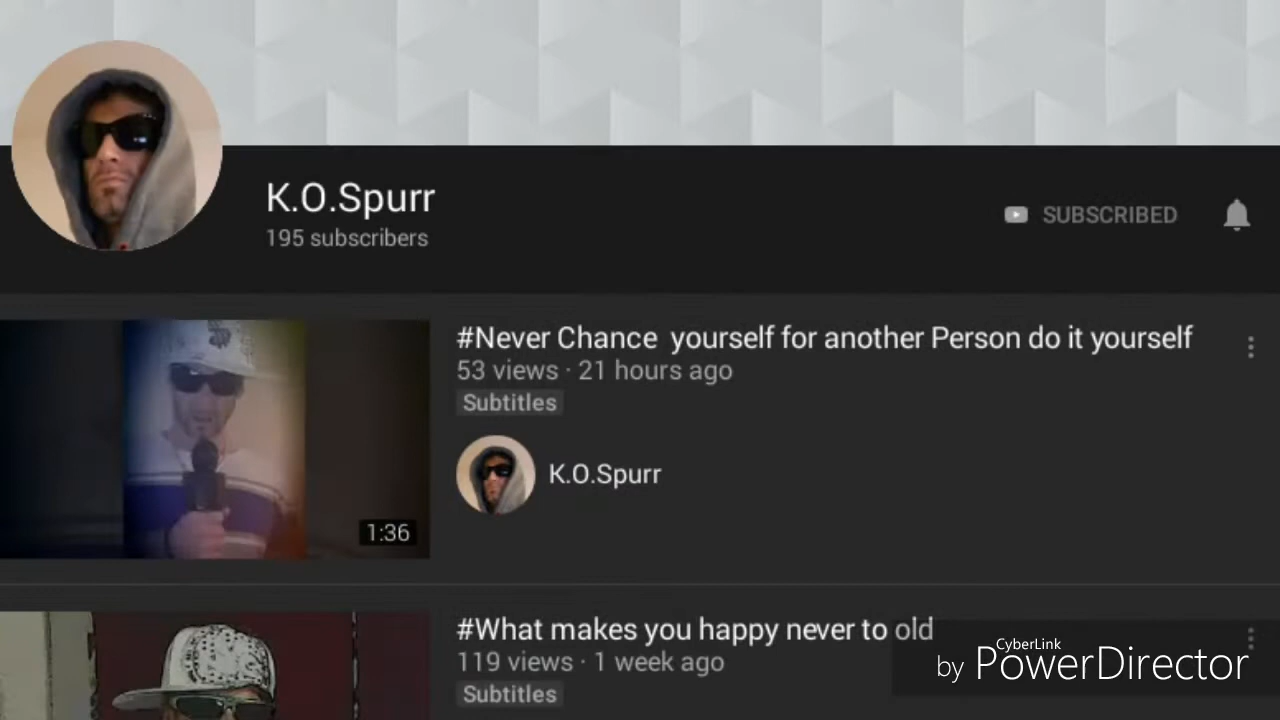 K.O.Spurr
195 subscribers
SUBSCRIBED
#Never Chance  yourself for another Person do it yourself
53 views · 21 hours ago
Subtitles
K.O.Spurr
1:36
#What makes you happy never to old
119 views · 1 week ago
Subtitles
CyberLink
by PowerDirector